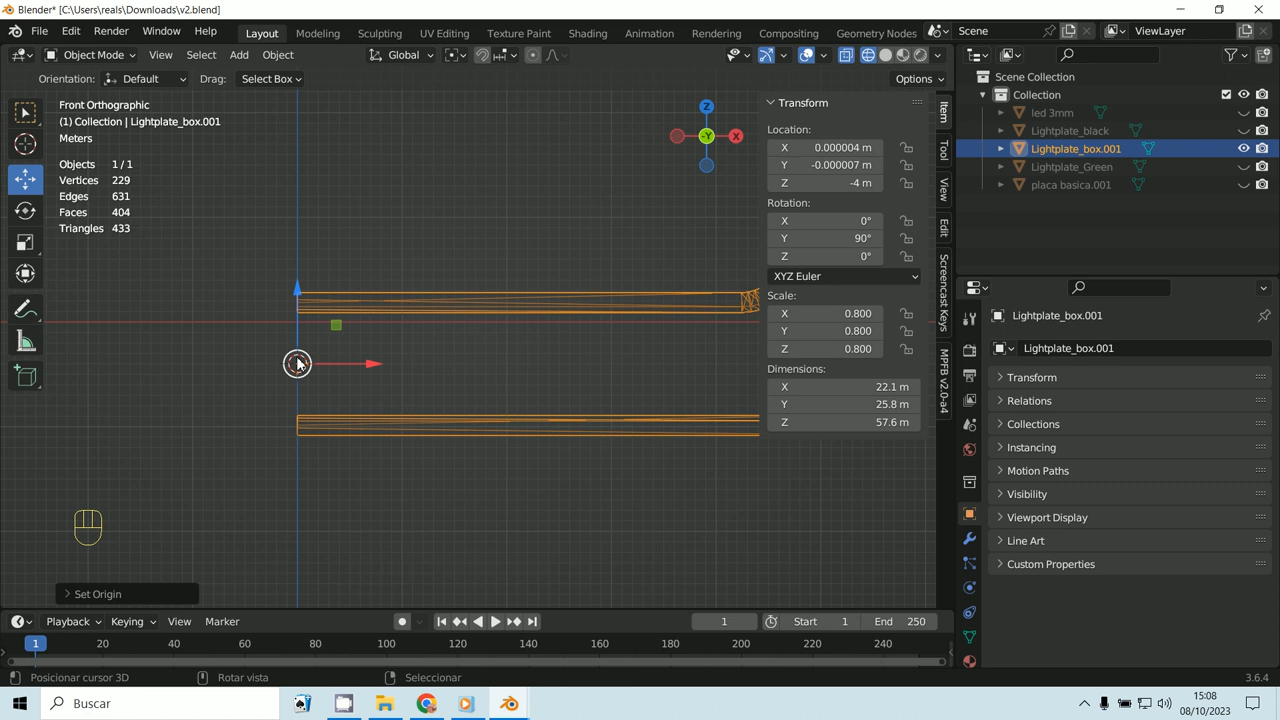 Blender* [C:\Users\reals\Downloads\v2.blend]
File Edit Render Window Help Layout Modeling Sculpting UV Editing Texture Paint Shading Animation Rendering Compositing Geometry Nodes Scene ViewLayer
Object Mode View Select Add Object Global
Orientation: Default Drag: Select Box Options
Front Orthographic
(1) Collection | Lightplate_box.001
Meters
Objects 1 / 1
Vertices 229
Edges 631
Faces 404
Triangles 433
Z
-Y
X
Transform
Location:
X 0.000004 m
Y -0.000007 m
Z -4 m
Rotation:
X 0°
Y 90°
Z 0°
XYZ Euler
Scale:
X 0.800
Y 0.800
Z 0.800
Dimensions:
X 22.1 m
Y 25.8 m
Z 57.6 m
Item
Tool
View
Edit
Screencast Keys
MPFB v2.0-a4
Scene Collection
Collection
led 3mm
Lightplate_black
Lightplate_box.001
Lightplate_Green
placa basica.001
Lightplate_box.001
Lightplate_box.001
Transform
Relations
Collections
Instancing
Motion Paths
Visibility
Viewport Display
Line Art
Custom Properties
Set Origin
Playback Keying View Marker 1 Start 1 End 250
1 20 40 60 80 100 120 140 160 180 200 220 240
Posicionar cursor 3D Rotar vista Seleccionar 3.6.4
Buscar
15:08
08/10/2023